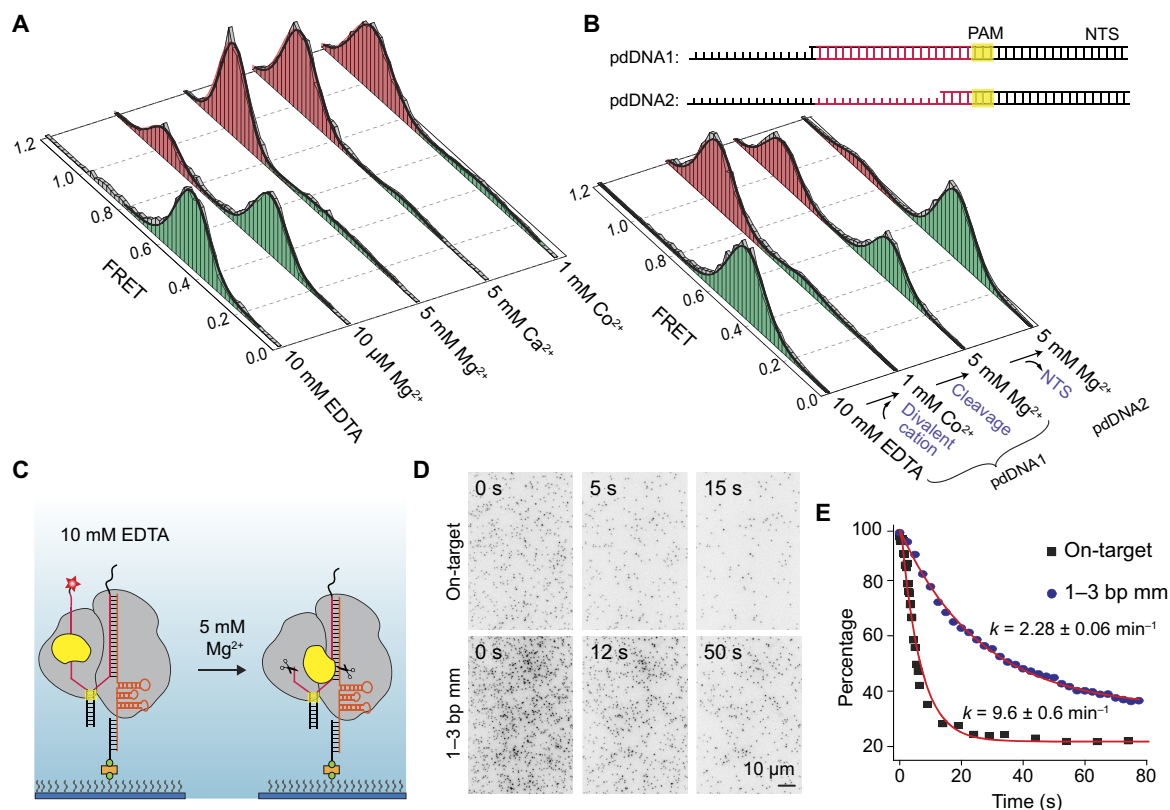 A
1.2
1.0
0.8
0.6
0.4
0.2
0.0
FRET
10 mM EDTA
10 µM Mg²⁺
5 mM Mg²⁺
5 mM Ca²⁺
1 mM Co²⁺
B
PAM
NTS
pdDNA1:
pdDNA2:
1.2
1.0
0.8
0.6
0.4
0.2
0.0
FRET
10 mM EDTA
Divalent
cation
1 mM Co²⁺
Cleavage
5 mM Mg²⁺
NTS
5 mM Mg²⁺
pdDNA1
pdDNA2
C
10 mM EDTA
5 mM
Mg²⁺
D
On-target
0 s
5 s
15 s
1–3 bp mm
0 s
12 s
50 s
10 µm
E
Percentage
100
80
60
40
20
On-target
1–3 bp mm
k = 2.28 ± 0.06 min⁻¹
k = 9.6 ± 0.6 min⁻¹
0
20
40
60
80
Time (s)